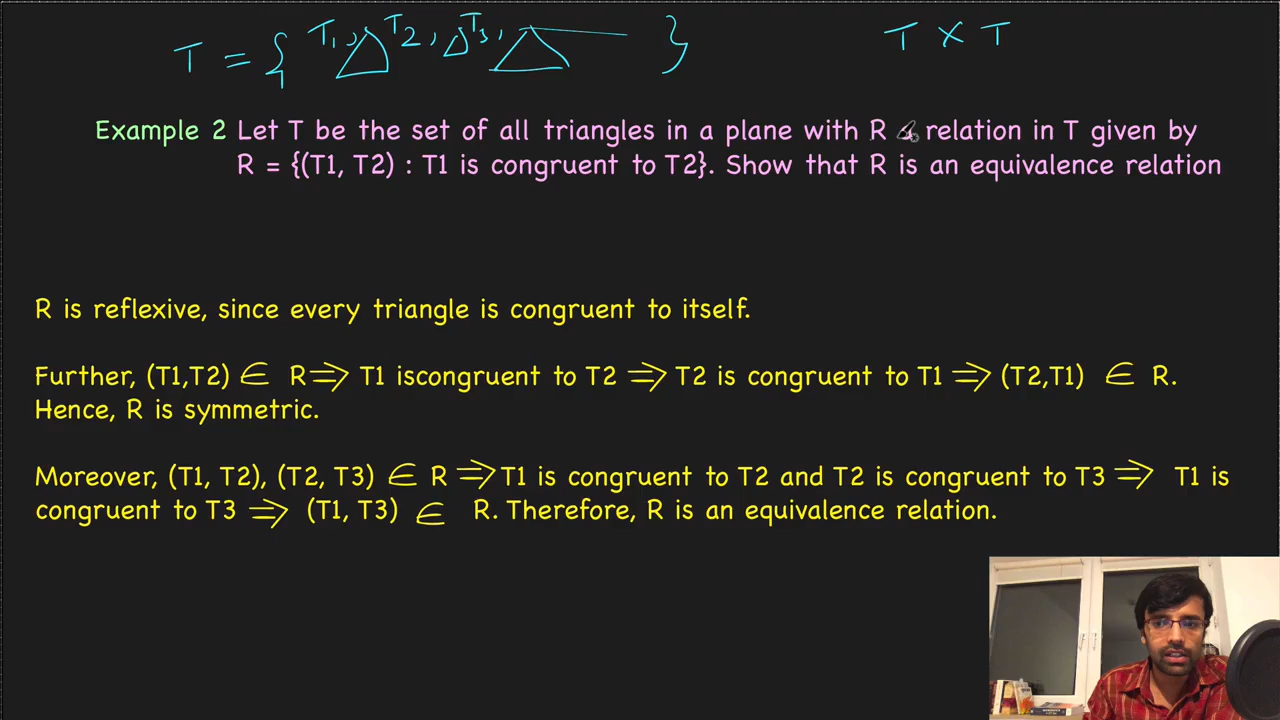 T = { T1, T2, T3, }
T × T
Example 2 Let T be the set of all triangles in a plane with R relation in T given by
R = {(T1, T2) : T1 is congruent to T2}. Show that R is an equivalence relation
R is reflexive, since every triangle is congruent to itself.
Further, (T1,T2) ∈ R ⟹ T1 iscongruent to T2 ⟹ T2 is congruent to T1 ⟹ (T2,T1) ∈ R.
Hence, R is symmetric.
Moreover, (T1, T2), (T2, T3) ∈ R ⟹ T1 is congruent to T2 and T2 is congruent to T3 ⟹ T1 is
congruent to T3 ⟹ (T1, T3) ∈ R. Therefore, R is an equivalence relation.